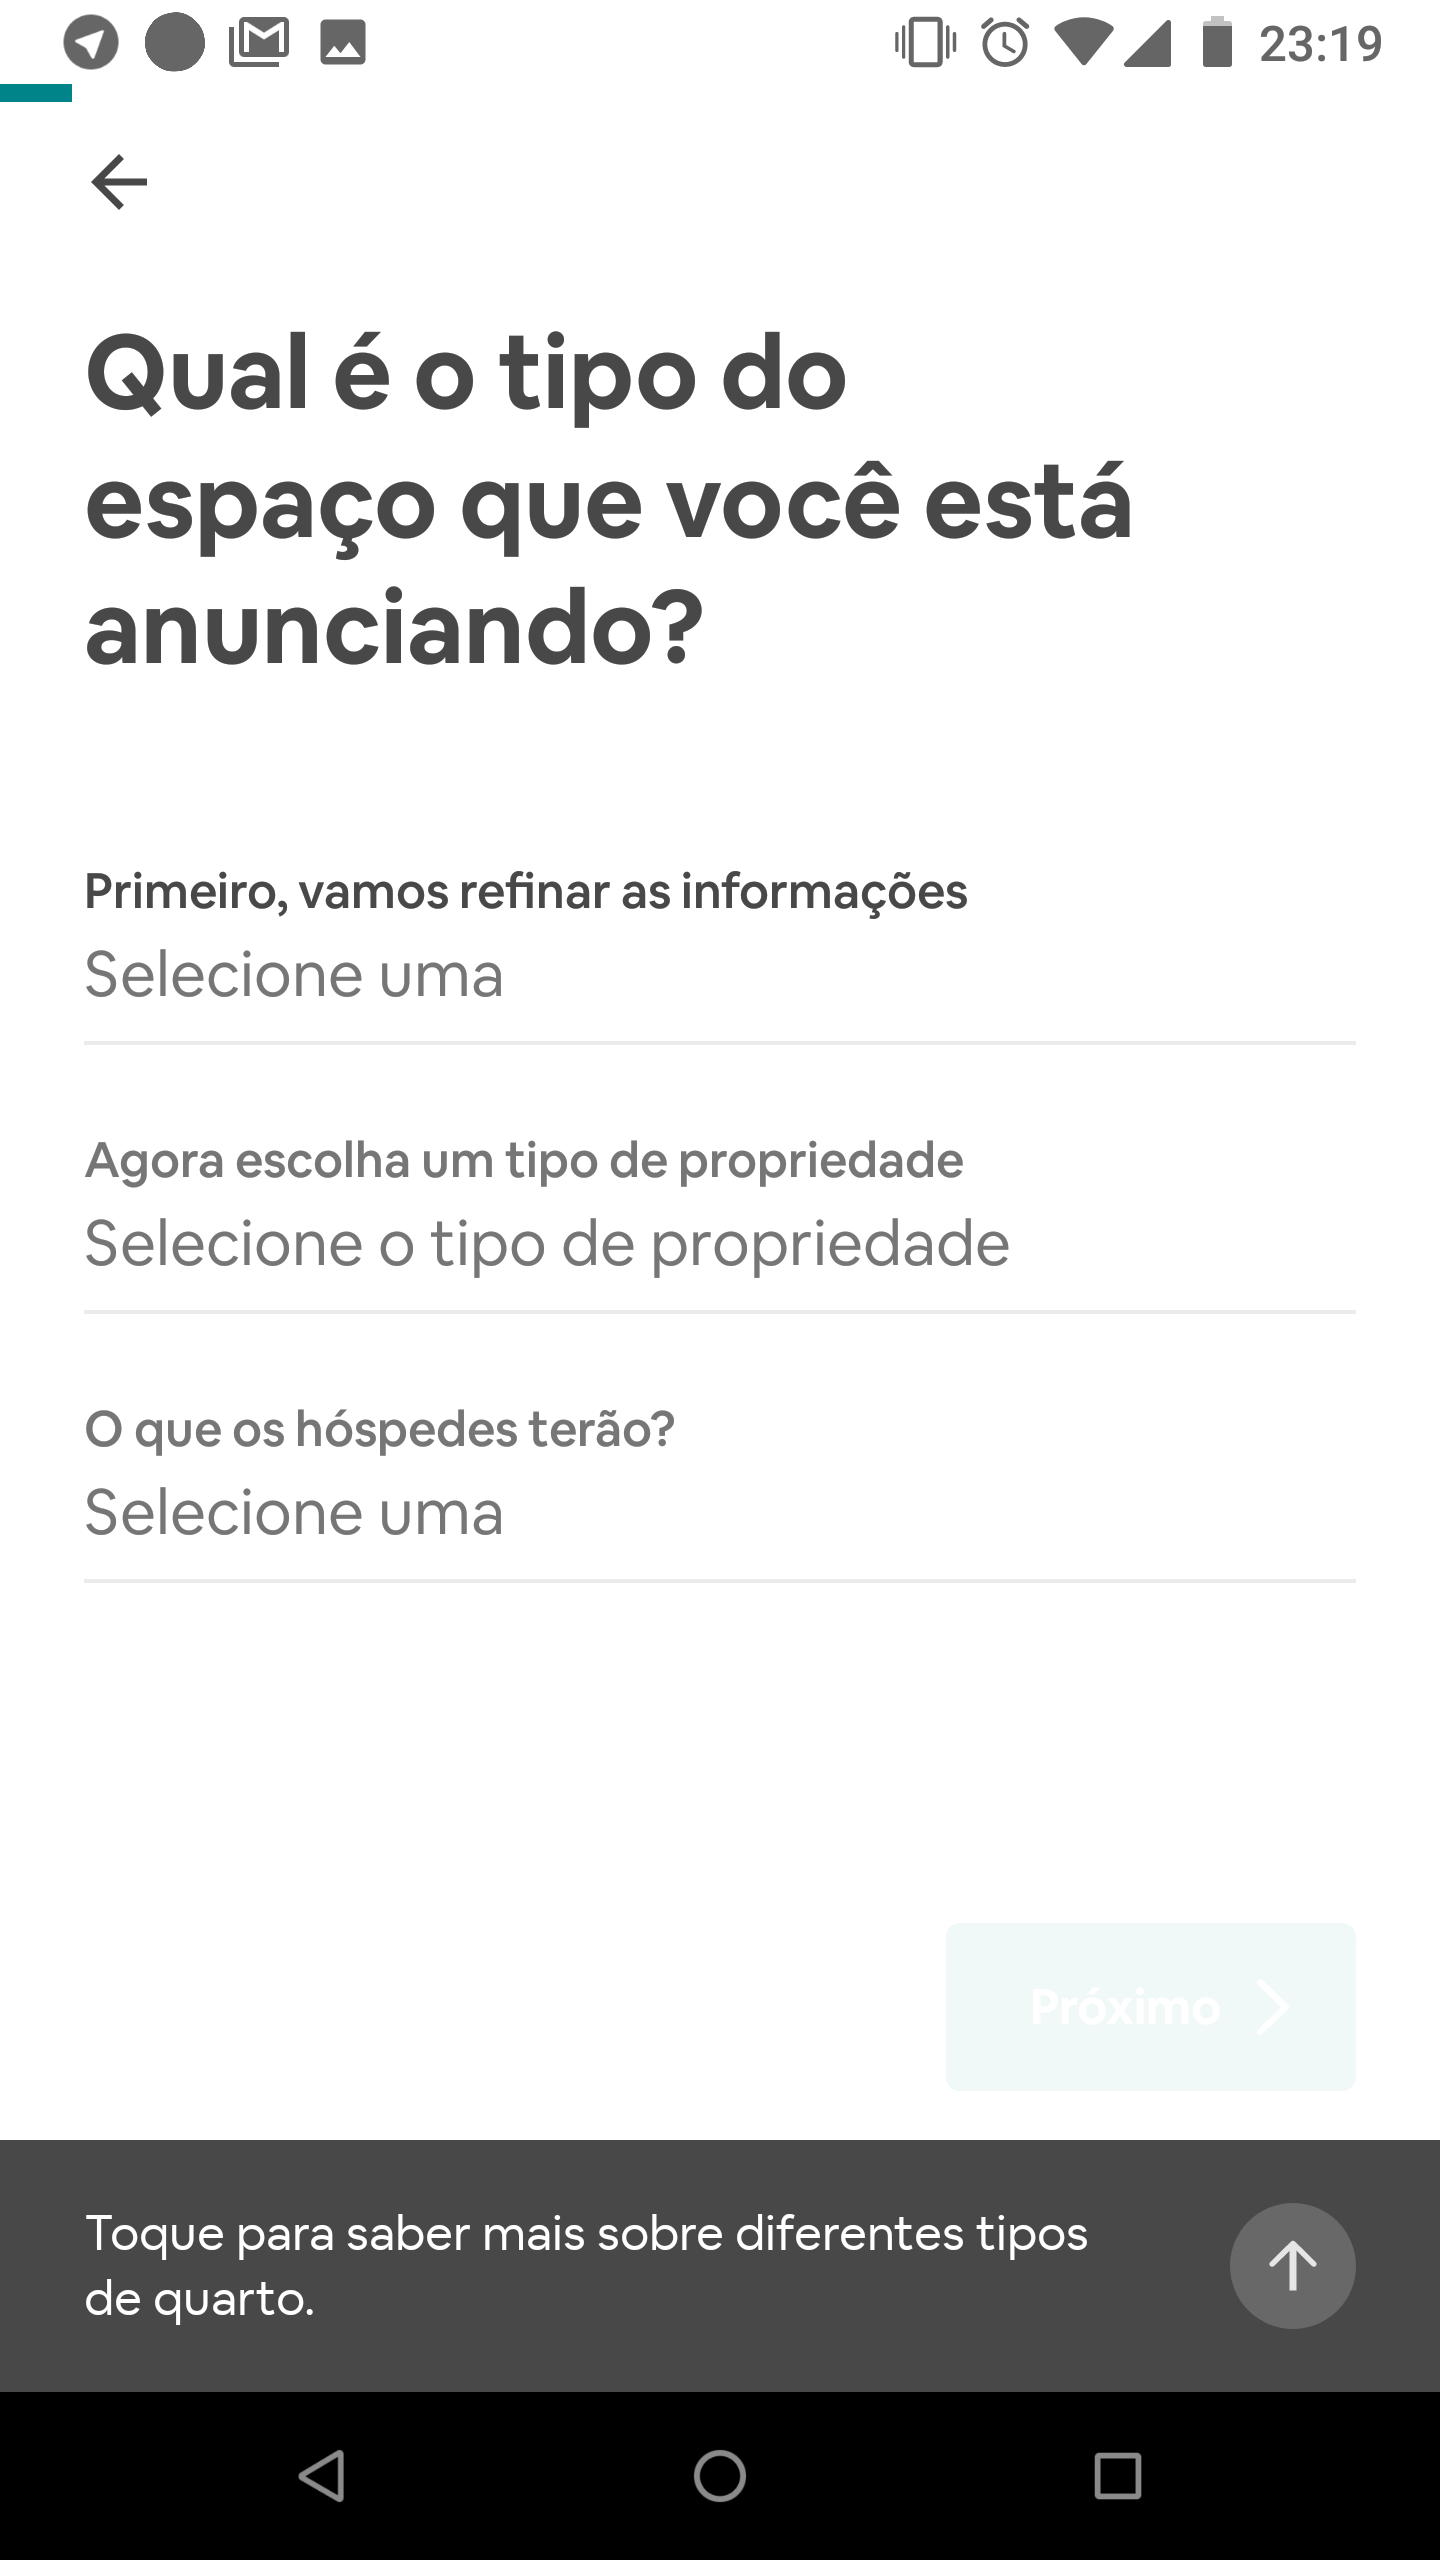 23:19
Qual é o tipo do
espaço que você está
anunciando?
Primeiro, vamos refinar as informações
Selecione uma
Agora escolha um tipo de propriedade
Selecione o tipo de propriedade
O que os hóspedes terão?
Selecione uma
Próximo
Toque para saber mais sobre diferentes tipos
de quarto.